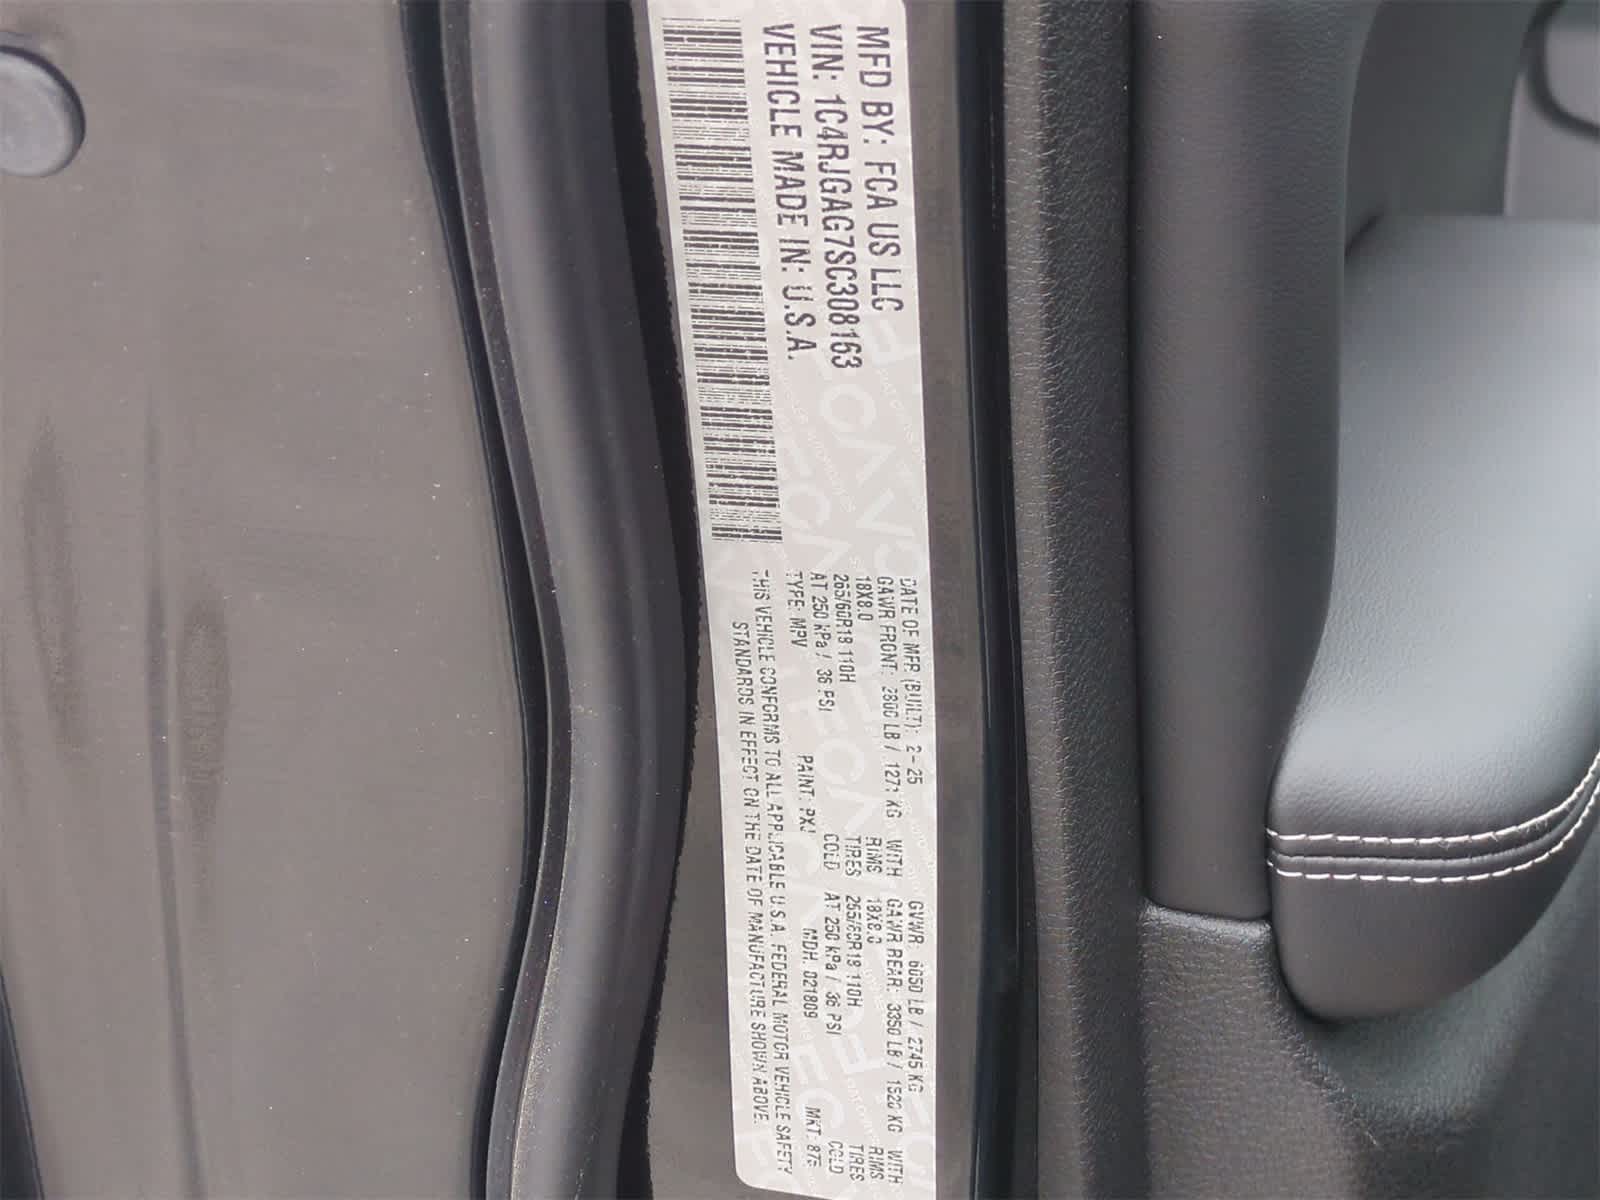 MFD BY: FCA US LLC
VIN: 1C4RJGAG7SC308163
VEHICLE MADE IN: U.S.A.
DATE OF MFR (BUILT): 2-25 GVWR: 6050 LB / 2745 KG
GAWR FRONT: 2800 LB / 1271 KG WITH GAWR REAR: 3350 LB / 1520 KG WITH
18X8.0 RIMS 18X8.0 RIMS
265/60R18 110H TIRES 265/60R18 110H TIRES
AT 250 kPa / 36 PSI COLD AT 250 kPa / 36 PSI COLD
TYPE: MPV PAINT: PXJ MDH: 021809 MKT:
THIS VEHICLE CONFORMS TO ALL APPLICABLE U.S.A. FEDERAL MOTOR VEHICLE SAFETY
STANDARDS IN EFFECT ON THE DATE OF MANUFACTURE SHOWN ABOVE.